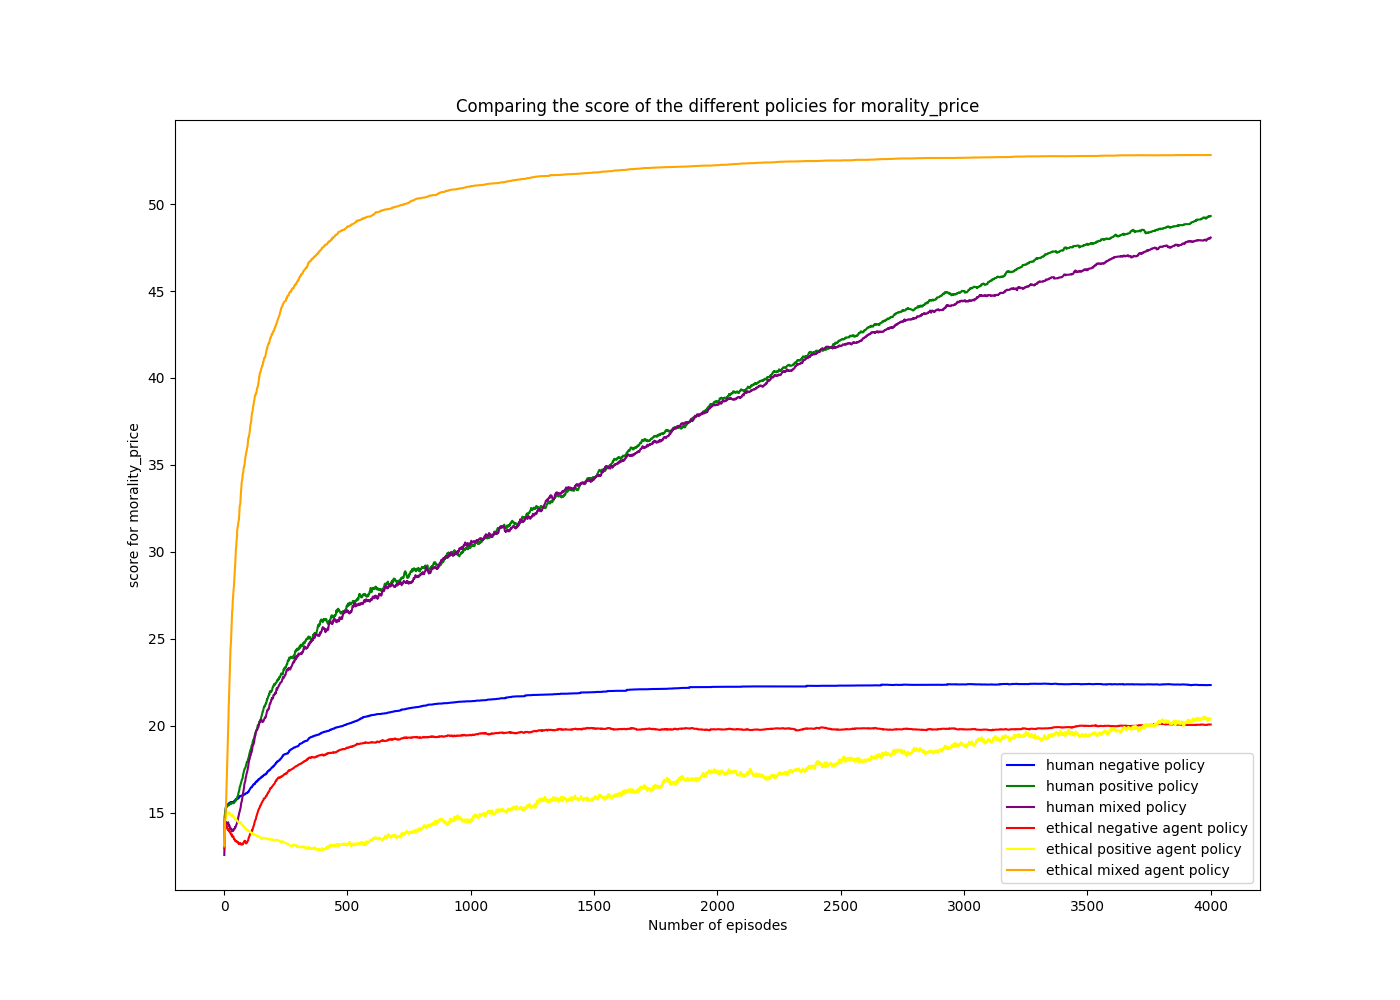 Comparing the score of the different policies for morality_price
score for morality_price
50
45
40
35
30
25
20
15
0 500 1000 1500 2000 2500 3000 3500 4000
Number of episodes
human negative policy
human positive policy
human mixed policy
ethical negative agent policy
ethical positive agent policy
ethical mixed agent policy